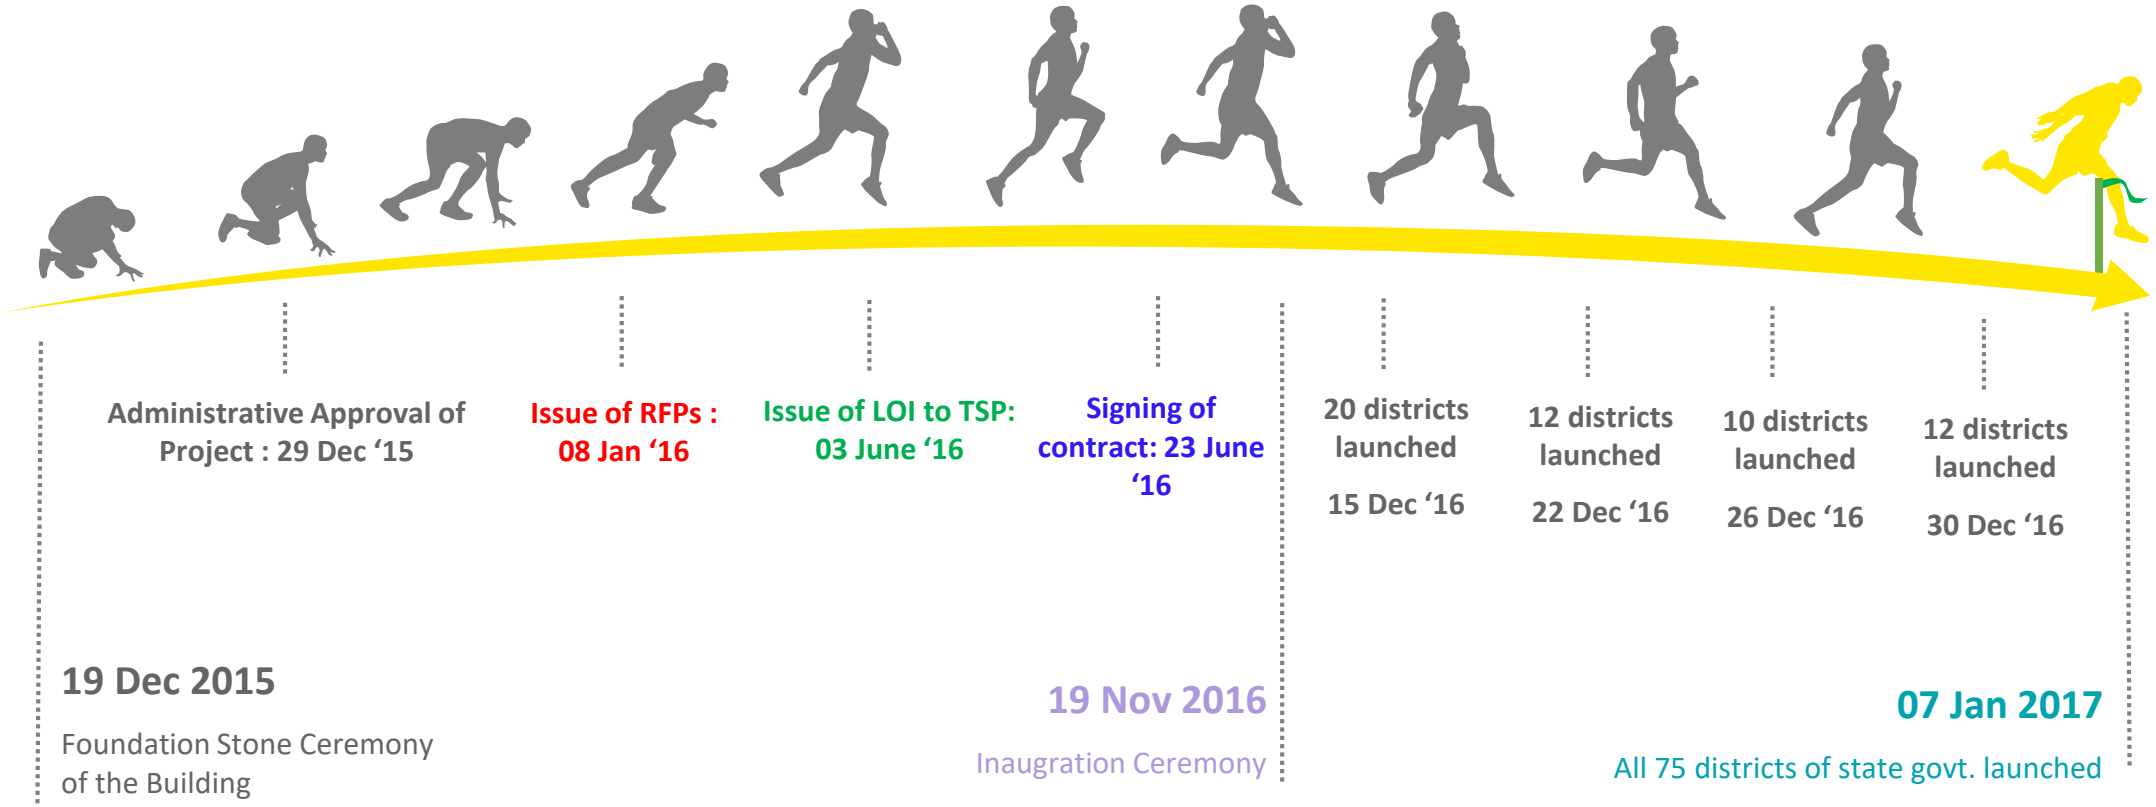 Administrative Approval of
Project : 29 Dec ‘15
Issue of RFPs :
08 Jan ‘16
Issue of LOI to TSP:
03 June ‘16
Signing of
contract: 23 June
‘16
20 districts
launched
15 Dec ‘16
12 districts
launched
22 Dec ‘16
10 districts
launched
26 Dec ‘16
12 districts
launched
30 Dec ‘16
19 Dec 2015
Foundation Stone Ceremony
of the Building
19 Nov 2016
Inaugration Ceremony
07 Jan 2017
All 75 districts of state govt. launched